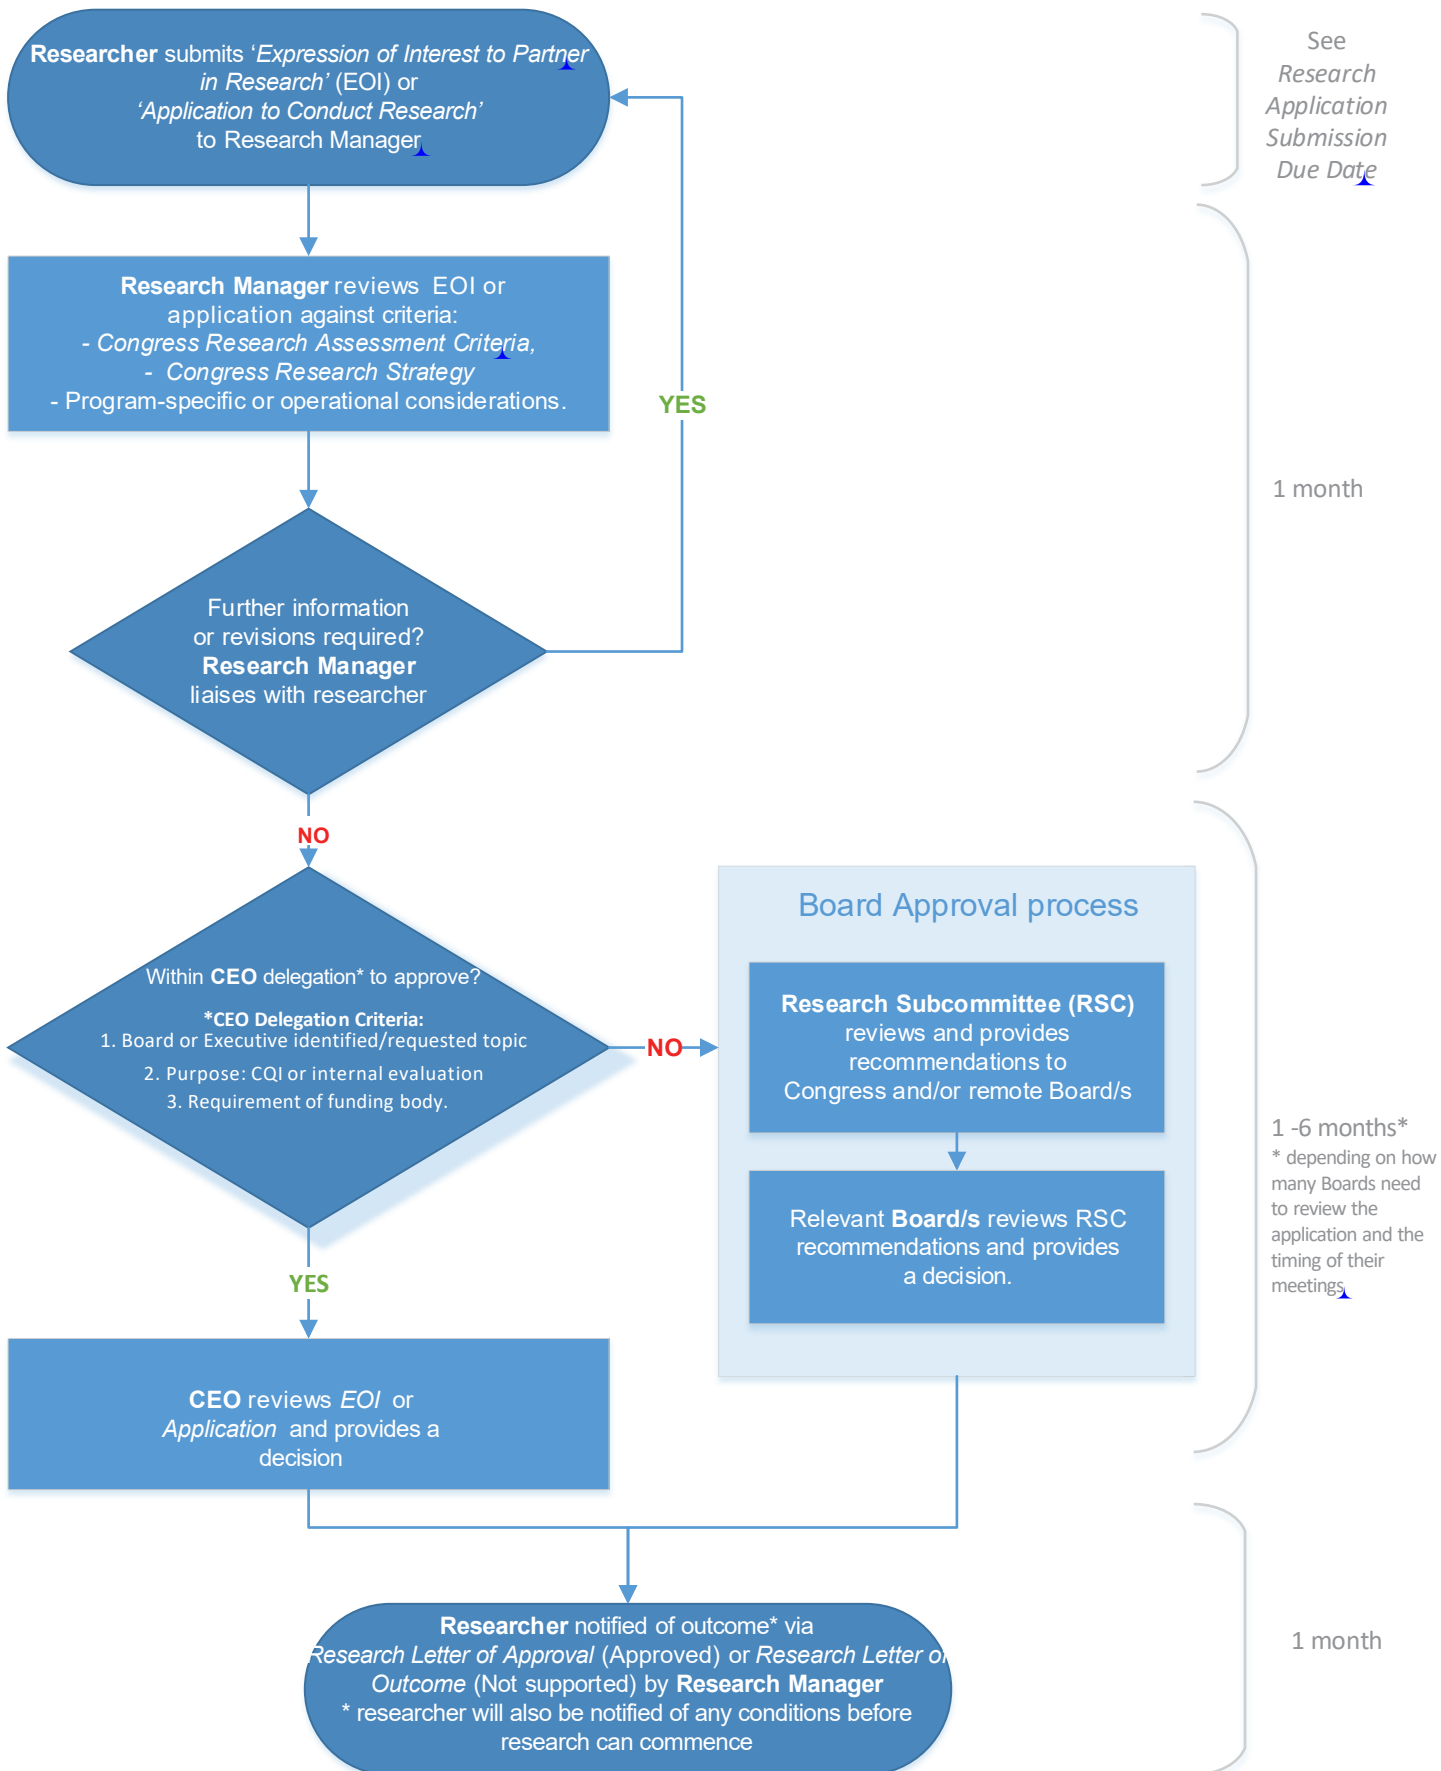 Researcher submits ‘Expression of Interest to Partner
in Research’ (EOI) or
‘Application to Conduct Research’
to Research Manager
See
Research
Application
Submission
Due Date
Research Manager reviews EOI or
application against criteria:
- Congress Research Assessment Criteria,
- Congress Research Strategy
- Program-specific or operational considerations.
YES
1 month
Further information
or revisions required?
Research Manager
liaises with researcher
NO
Within CEO delegation* to approve?
*CEO Delegation Criteria:
1. Board or Executive identified/requested topic
2. Purpose: CQI or internal evaluation
3. Requirement of funding body.
NO
Board Approval process
Research Subcommittee (RSC)
reviews and provides
recommendations to
Congress and/or remote Board/s
Relevant Board/s reviews RSC
recommendations and provides
a decision.
1 -6 months*
* depending on how
many Boards need
to review the
application and the
timing of their
meetings
YES
CEO reviews EOI or
Application and provides a
decision
Researcher notified of outcome* via
Research Letter of Approval (Approved) or Research Letter of
Outcome (Not supported) by Research Manager
* researcher will also be notified of any conditions before
research can commence
1 month